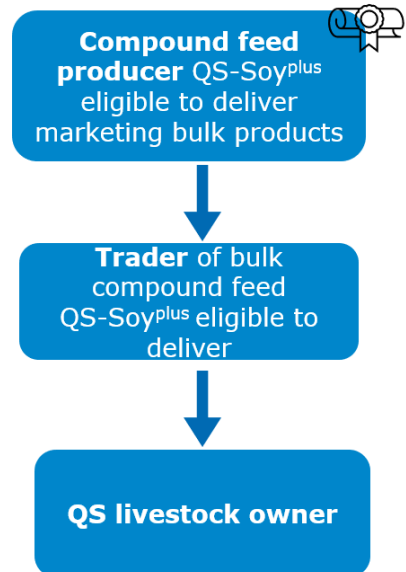 Compound feed
producer QS-Soyplus
eligible to deliver
marketing bulk products
Trader of bulk
compound feed
QS-Soyplus eligible to
deliver
QS livestock owner